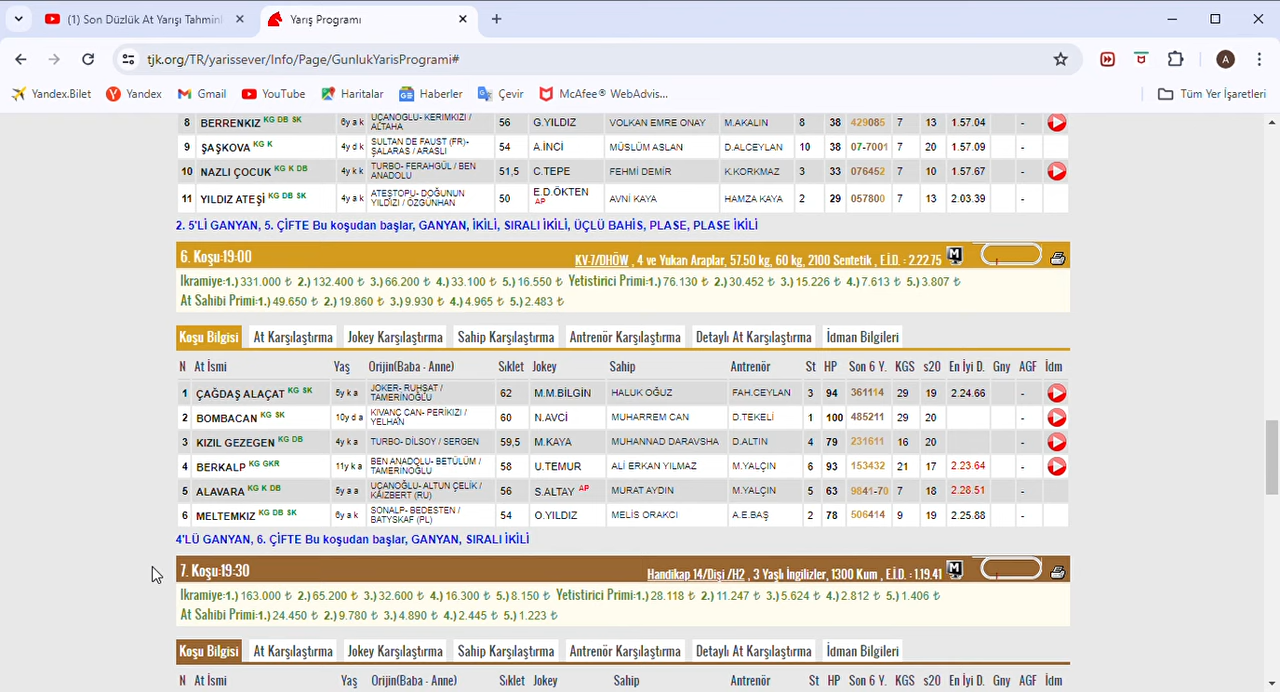 (1) Son Düzlük At Yarışı Tahminl
Yarış Programı
tjk.org/TR/yarissever/Info/Page/GunlukYarisProgrami#
A
Yandex.Bilet Yandex Gmail YouTube Haritalar Haberler Çevir McAfee® WebAdvis... Tüm Yer İşaretleri
8 BERRENKIZ KG DB SK 6y a k UÇANOĞLU- KERİMKIZI / ALTAHA 56 G.YILDIZ VOLKAN EMRE ONAY M.AKALIN 8 38 429085 7 13 1.57.04 -
9 ŞAŞKOVA KG K 4y d k SULTAN DE FAUST (FR)- ŞALARAS / ARASLI 54 A.İNCİ MÜSLÜM ASLAN D.ALCEYLAN 10 38 07-7001 7 20 1.57.09 -
10 NAZLI ÇOCUK KG K DB 4y k k TURBO- FERAHGÜL / BEN ANADOLU 51,5 C.TEPE FEHMİ DEMİR K.KORKMAZ 3 33 076452 7 10 1.57.67 -
11 YILDIZ ATEŞİ KG DB SK 4y a k ATEŞTOPU- DOĞUNUN YILDIZI / ÖZGÜNHAN 50 E.D.ÖKTEN AP AVNİ KAYA HAMZA KAYA 2 29 057800 7 13 2.03.39 -
2. 5'Lİ GANYAN, 5. ÇİFTE Bu koşudan başlar, GANYAN, İKİLİ, SIRALI İKİLİ, ÜÇLÜ BAHİS, PLASE, PLASE İKİLİ
6. Koşu:19:00 KV-7/DHÖW , 4 ve Yukarı Araplar, 57.50 kg, 60 kg, 2100 Sentetik , E.İ.D. : 2.22.75
İkramiye:1.) 331.000 ₺ 2.) 132.400 ₺ 3.) 66.200 ₺ 4.) 33.100 ₺ 5.) 16.550 ₺ Yetistirici Primi:1.) 76.130 ₺ 2.) 30.452 ₺ 3.) 15.226 ₺ 4.) 7.613 ₺ 5.) 3.807 ₺
At Sahibi Primi:1.) 49.650 ₺ 2.) 19.860 ₺ 3.) 9.930 ₺ 4.) 4.965 ₺ 5.) 2.483 ₺
Koşu Bilgisi At Karşılaştırma Jokey Karşılaştırma Sahip Karşılaştırma Antrenör Karşılaştırma Detaylı At Karşılaştırma İdman Bilgileri
N At İsmi Yaş Orijin(Baba - Anne) Sıklet Jokey Sahip Antrenör St HP Son 6 Y. KGS s20 En İyi D. Gny AGF İdm
1 ÇAĞDAŞ ALAÇAT KG SK 5y k a JOKER- RUHSAT / TAMERİNOĞLU 62 M.M.BİLGİN HALUK OĞUZ FAH.CEYLAN 3 94 361114 29 19 2.24.66 -
2 BOMBACAN KG SK 10y d a KIVANÇ CAN- PERİKIZI / YELHAN 60 N.AVCİ MUHARREM CAN D.TEKELİ 1 100 485211 29 20 -
3 KIZIL GEZEGEN KG DB 4y k a TURBO- DİLSOY / SERGEN 59,5 M.KAYA MUHANNAD DARAVSHA D.ALTIN 4 79 231611 16 20 -
4 BERKALP KG GKR 11y k a BEN ANADOLU- BETÜLÜM / TAMERİNOĞLU 58 U.TEMUR ALİ ERKAN YILMAZ M.YALÇIN 6 93 153432 21 17 2.23.64 -
5 ALAVARA KG K DB 5y a a UÇANOĞLU- ALTUN ÇELİK / KAIZBERT (RU) 56 S.ALTAY AP MURAT AYDIN M.YALÇIN 5 63 9841-70 7 18 2.28.51 -
6 MELTEMKIZ KG DB SK 6y a k SONALP- BEDESTEN / BATYSKAF (PL) 54 O.YILDIZ MELİS ORAKCI A.E.BAŞ 2 78 506414 9 19 2.25.88 -
4'LÜ GANYAN, 6. ÇİFTE Bu koşudan başlar, GANYAN, SIRALI İKİLİ
7. Koşu:19:30 Handikap 14/Dişi /H2 , 3 Yaşlı İngilizler, 1300 Kum , E.İ.D. : 1.19.41
İkramiye:1.) 163.000 ₺ 2.) 65.200 ₺ 3.) 32.600 ₺ 4.) 16.300 ₺ 5.) 8.150 ₺ Yetistirici Primi:1.) 28.118 ₺ 2.) 11.247 ₺ 3.) 5.624 ₺ 4.) 2.812 ₺ 5.) 1.406 ₺
At Sahibi Primi:1.) 24.450 ₺ 2.) 9.780 ₺ 3.) 4.890 ₺ 4.) 2.445 ₺ 5.) 1.223 ₺
Koşu Bilgisi At Karşılaştırma Jokey Karşılaştırma Sahip Karşılaştırma Antrenör Karşılaştırma Detaylı At Karşılaştırma İdman Bilgileri
N At İsmi Yaş Orijin(Baba - Anne) Sıklet Jokey Sahip Antrenör St HP Son 6 Y. KGS s20 En İyi D. Gny AGF İdm